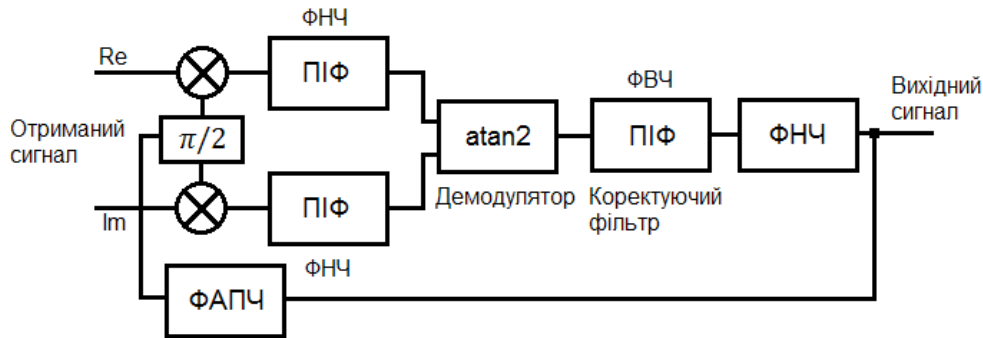 ФНЧ
Re
ПІФ
ФВЧ
Вихідний
сигнал
Отриманий
сигнал
π/2
atan2
ПІФ
ФНЧ
Демодулятор
Коректуючий
фільтр
Im
ПІФ
ФНЧ
ФАПЧ